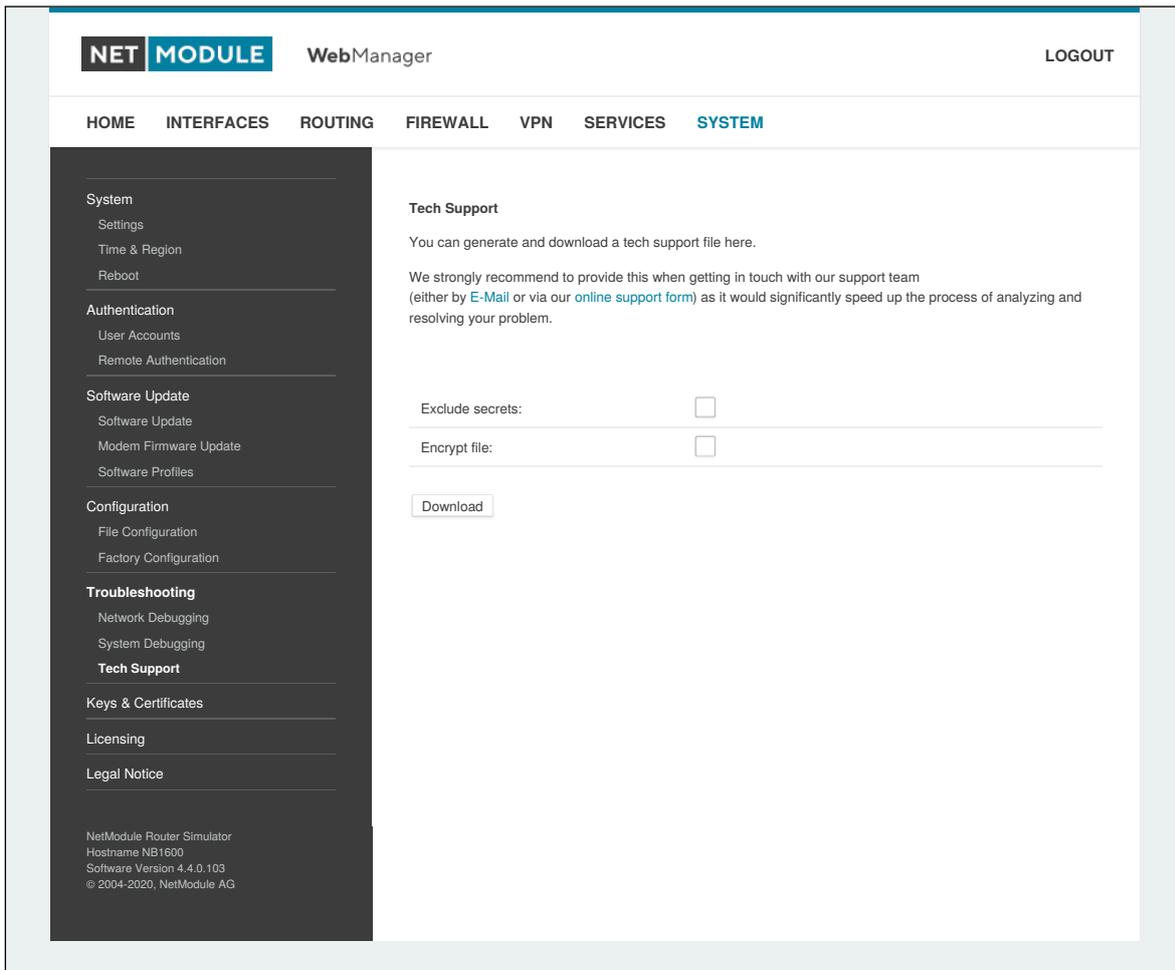 NET MODULE WebManager
LOGOUT
HOME INTERFACES ROUTING FIREWALL VPN SERVICES SYSTEM
System
Settings
Time & Region
Reboot
Authentication
User Accounts
Remote Authentication
Software Update
Software Update
Modem Firmware Update
Software Profiles
Configuration
File Configuration
Factory Configuration
Troubleshooting
Network Debugging
System Debugging
Tech Support
Keys & Certificates
Licensing
Legal Notice
NetModule Router Simulator
Hostname NB1600
Software Version 4.4.0.103
© 2004-2020, NetModule AG
Tech Support
You can generate and download a tech support file here.
We strongly recommend to provide this when getting in touch with our support team
(either by E-Mail or via our online support form) as it would significantly speed up the process of analyzing and
resolving your problem.
Exclude secrets:
Encrypt file:
Download